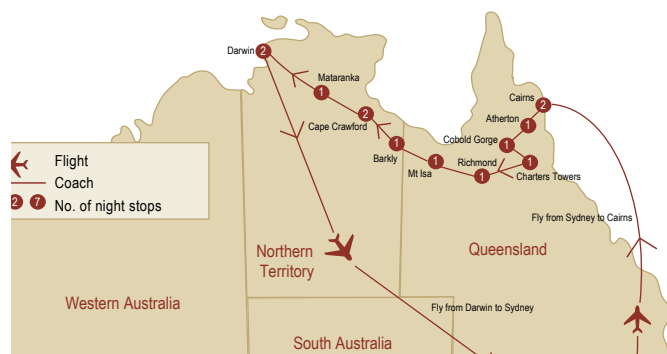 Darwin
2
Mataranka
1
Cairns
2
Atherton
1
2
Cape Crawford
Cobold Gorge
1
1
Barkly
1
Mt Isa
Richmond
1
1
Charters Towers
Flight
Coach
2 7 No. of night stops
Fly from Sydney to Cairns
Northern
Territory
Queensland
Western Australia
Fly from Darwin to Sydney
South Australia